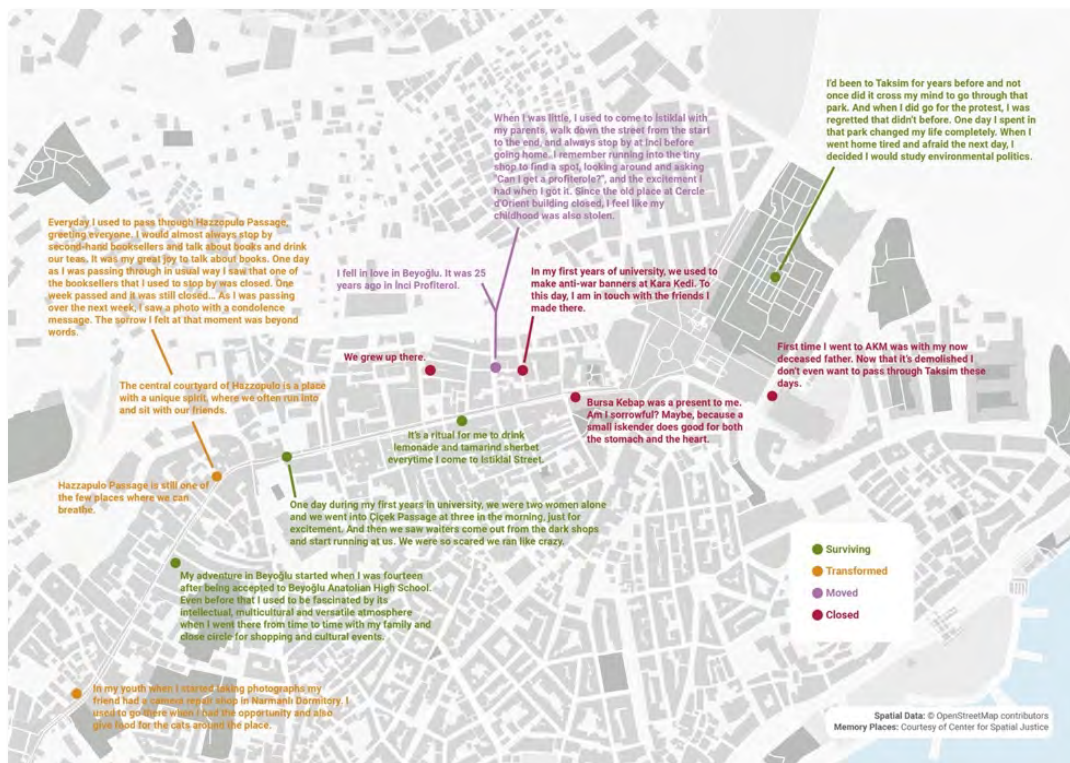 I'd been to Taksim for years before and not
once did it cross my mind to go through that
park. And when I did go for the protest, I was
regretted that didn't before. One day I spent in
that park changed my life completely. When I
went home tired and afraid the next day, I
decided I would study environmental politics.
When I was little, I used to come to İstiklal with
my parents, walk down the street from the start
to the end, and always stop by at Inci before
going home. I remember running into the tiny
shop to find a spot, looking around and asking
"Can I get a profiterole?", and the excitement I
had when I got it. Since the old place at Cercle
d'Orient building closed, I feel like my
childhood was also stolen.
Everyday I used to pass through Hazzopulo Passage,
greeting everyone. I would almost always stop by
second-hand booksellers and talk about books and drink
our teas. It was my great joy to talk about books. One day
as I was passing through in usual way I saw that one of
the booksellers that I used to stop by was closed. One
week passed and it was still closed... As I was passing
over the next week, I saw a photo with a condolence
message. The sorrow I felt at that moment was beyond
words.
I fell in love in Beyoğlu. It was 25
years ago in İnci Profiterol.
In my first years of university, we used to
make anti-war banners at Kara Kedi. To
this day, I am in touch with the friends I
made there.
We grew up there.
First time I went to AKM was with my now
deceased father. Now that it's demolished I
don't even want to pass through Taksim these
days.
The central courtyard of Hazzopulo is a place
with a unique spirit, where we often run into
and sit with our friends.
Bursa Kebap was a present to me.
Am I sorrowful? Maybe, because a
small iskender does good for both
the stomach and the heart.
It's a ritual for me to drink
lemonade and tamarind sherbet
everytime I come to Istiklal Street.
Hazzapulo Passage is still one of
the few places where we can
breathe.
One day during my first years in university, we were two women alone
and we went into Çiçek Passage at three in the morning, just for
excitement. And then we saw waiters come out from the dark shops
and start running at us. We were so scared we ran like crazy.
My adventure in Beyoğlu started when I was fourteen
after being accepted to Beyoğlu Anatolian High School.
Even before that I used to be fascinated by its
intellectual, multicultural and versatile atmosphere
when I went there from time to time with my family and
close circle for shopping and cultural events.
In my youth when I started taking photographs my
friend had a camera repair shop in Narmanlı Dormitory. I
used to go there when I had the opportunity and also
give food for the cats around the place.
Surviving
Transformed
Moved
Closed
Spatial Data: © OpenStreetMap contributors
Memory Places: Courtesy of Center for Spatial Justice